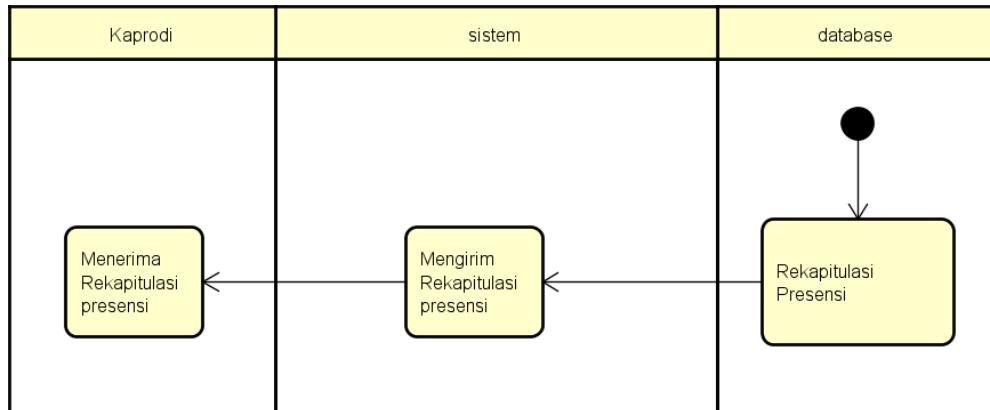 Kaprodi
sistem
database
Menerima
Rekapitulasi
presensi
Mengirim
Rekapitulasi
presensi
Rekapitulasi
Presensi